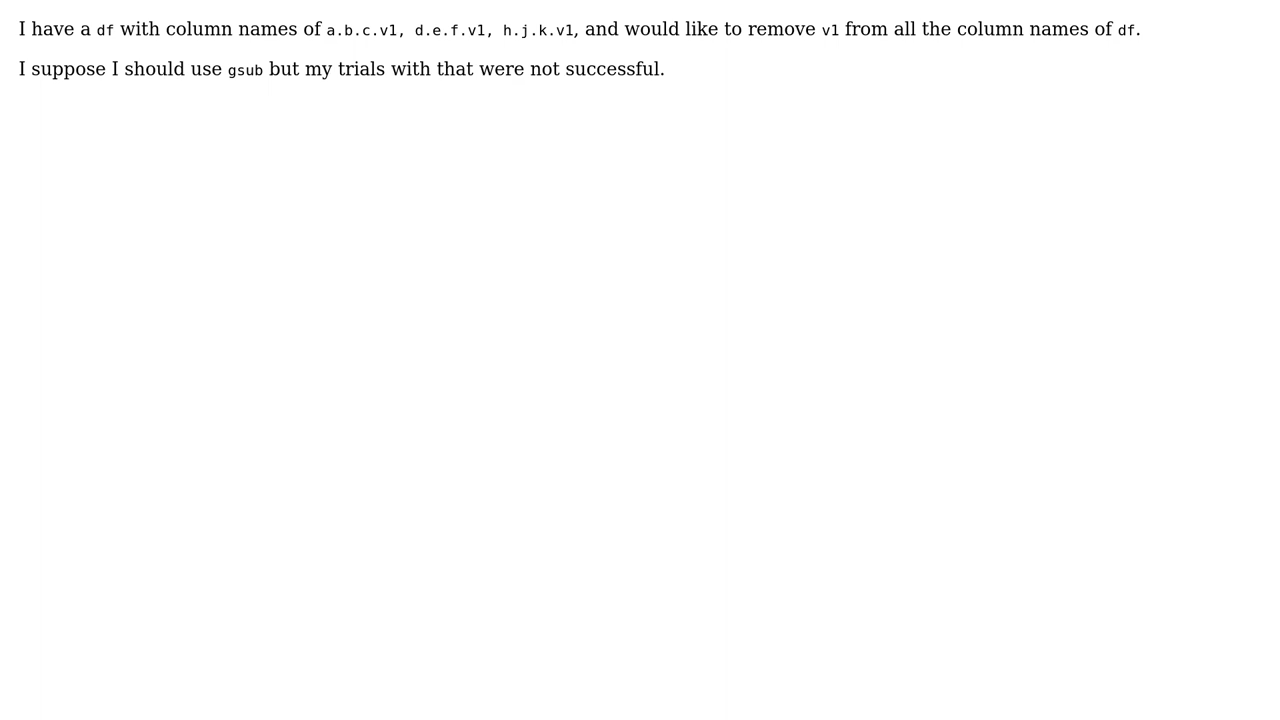 I have a df with column names of a.b.c.v1, d.e.f.v1, h.j.k.v1, and would like to remove v1 from all the column names of df.
I suppose I should use gsub but my trials with that were not successful.